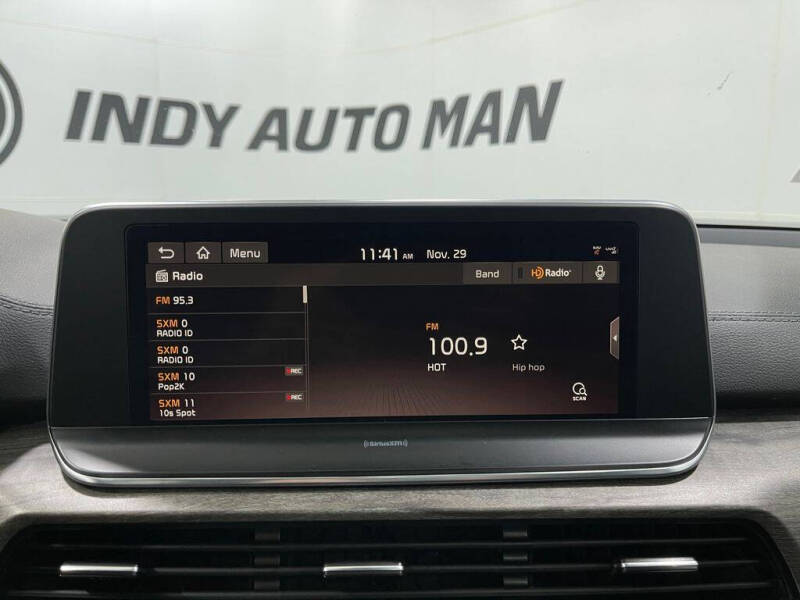 INDY AUTO MAN
Menu
11:41 AM Nov. 29
Radio
Band
HD Radio
FM 95.3
SXM 0
RADIO ID
SXM 0
RADIO ID
SXM 10 REC
Pop2K
SXM 11 REC
10s Spot
FM
100.9
HOT
Hip hop
SCAN
SiriusXM